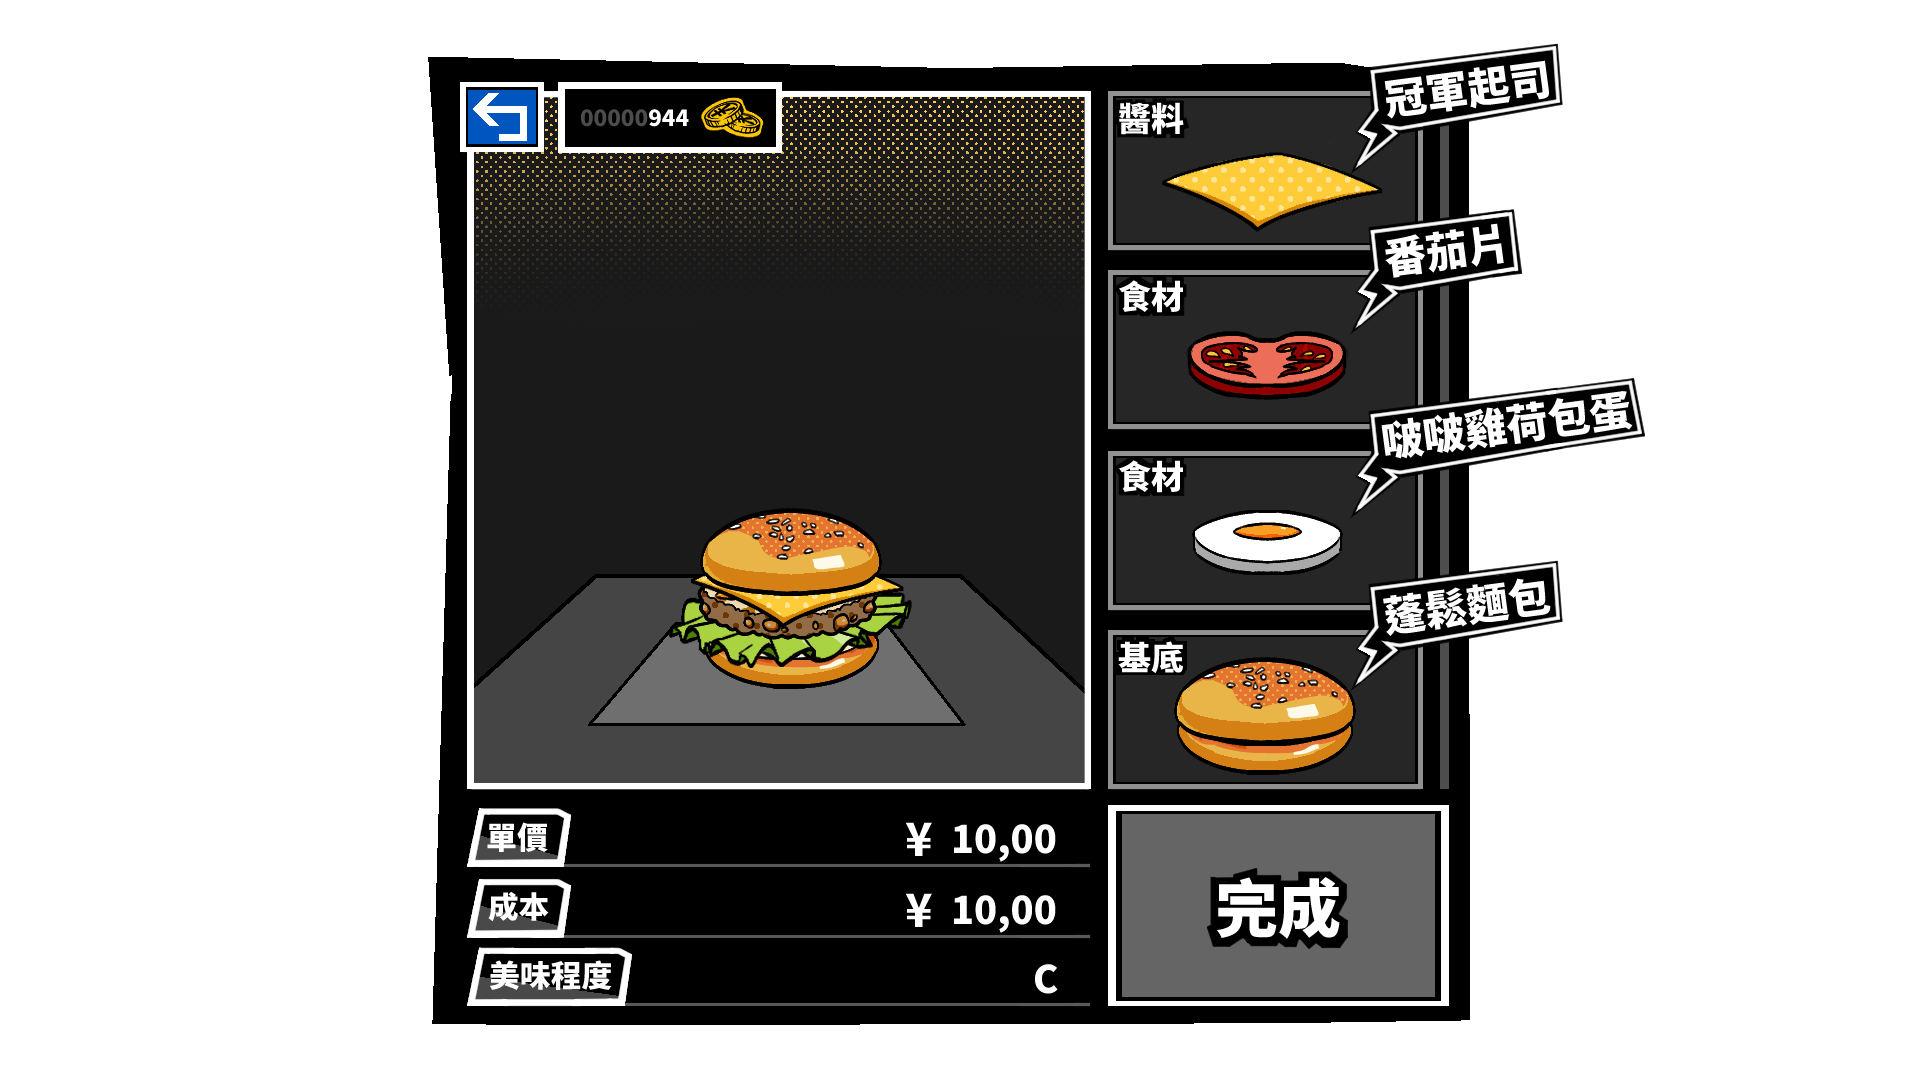 00000944
醬料
冠軍起司
食材
番茄片
食材
啵啵雞荷包蛋
基底
蓬鬆麵包
單價
¥ 10,00
成本
¥ 10,00
美味程度
C
完成